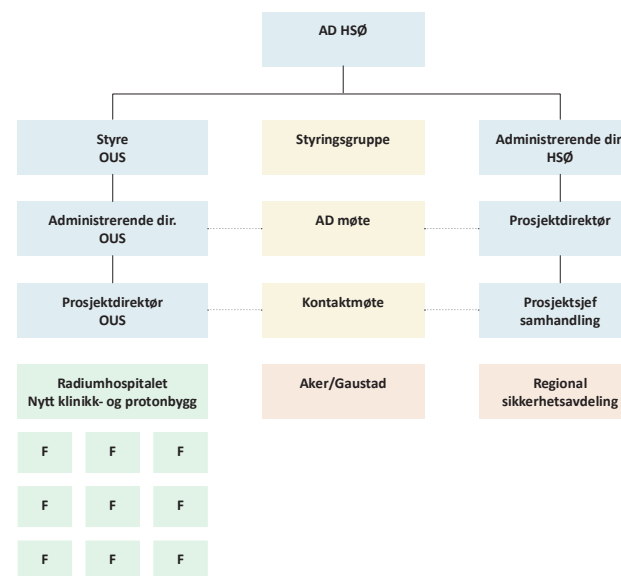 AD HSØ
Styre
OUS
Styringsgruppe
Administrerende dir
HSØ
Administrerende dir.
OUS
AD møte
Prosjektdirektør
Prosjektdirektør
OUS
Kontaktmøte
Prosjektsjef
samhandling
Radiumhospitalet
Nytt klinikk- og protonbygg
Aker/Gaustad
Regional
sikkerhetsavdeling
F F F
F F F
F F F